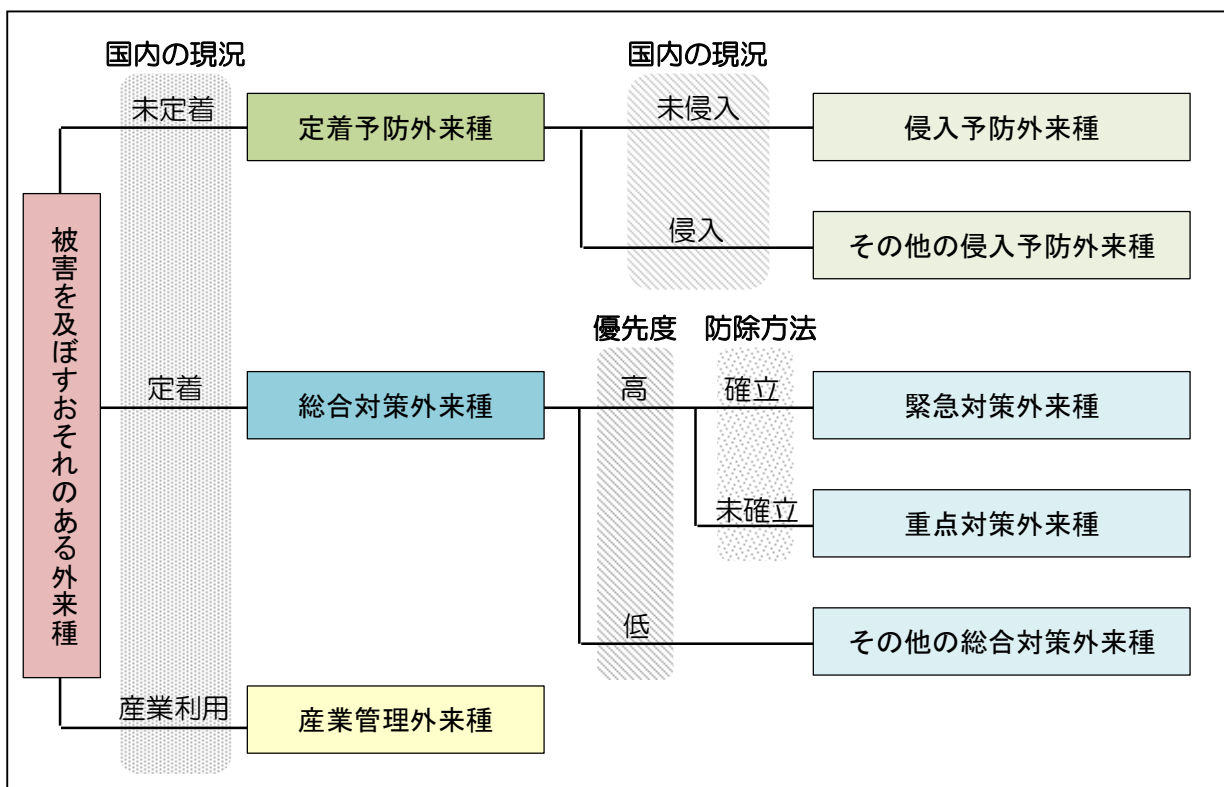 国内の現況
国内の現況
未定着
定着予防外来種
未侵入
侵入予防外来種
侵入
その他の侵入予防外来種
被害を及ぼすおそれのある外来種
優先度
防除方法
定着
総合対策外来種
高
確立
緊急対策外来種
未確立
重点対策外来種
低
その他の総合対策外来種
産業利用
産業管理外来種